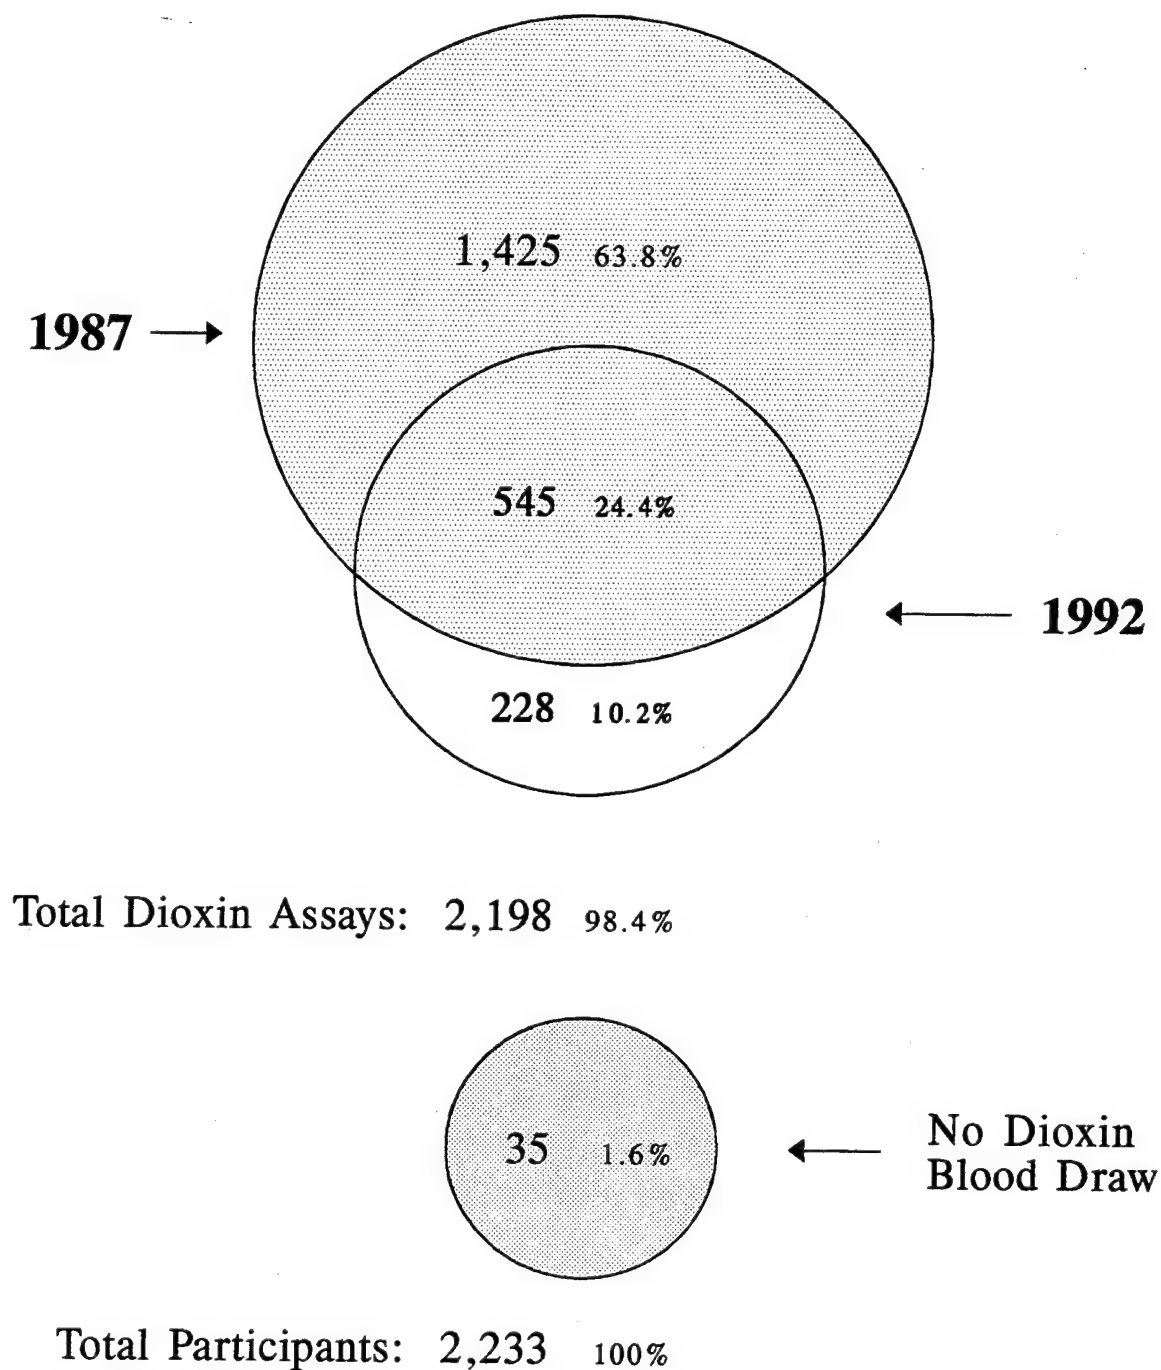 1,425 63.8%
1987
545 24.4%
1992
228 10.2%
Total Dioxin Assays: 2,198 98.4%
35 1.6%
No Dioxin
Blood Draw
Total Participants: 2,233 100%